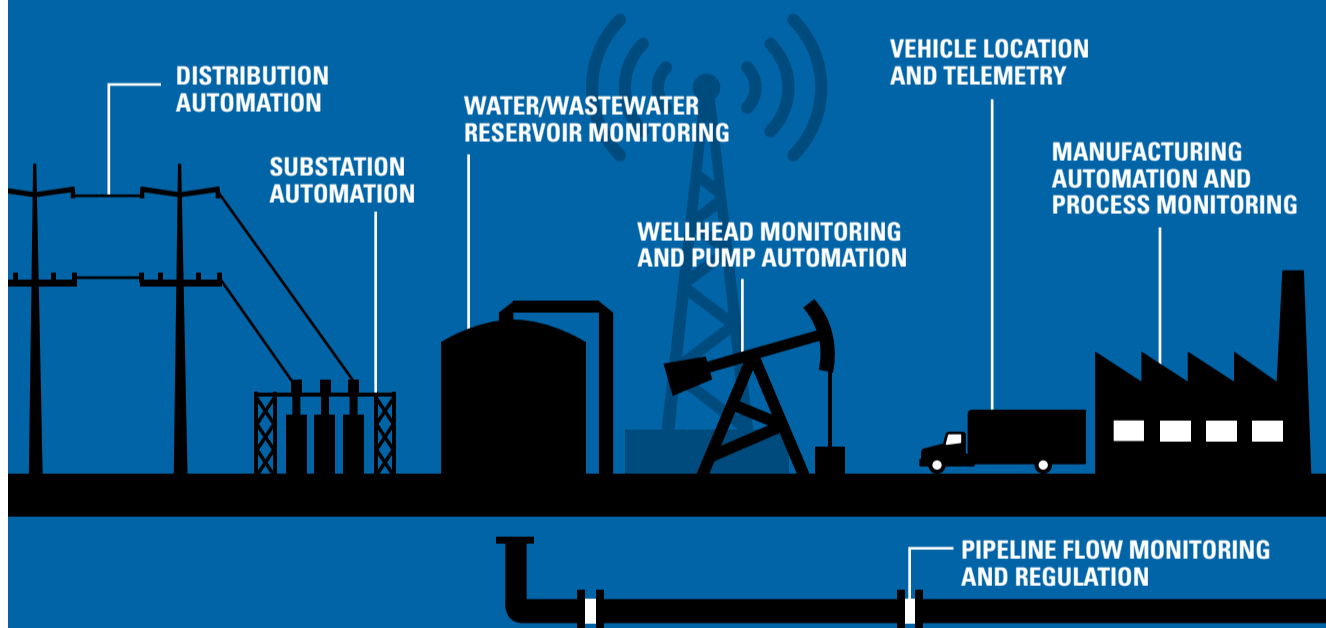 DISTRIBUTION
AUTOMATION
SUBSTATION
AUTOMATION
WATER/WASTEWATER
RESERVOIR MONITORING
WELLHEAD MONITORING
AND PUMP AUTOMATION
VEHICLE LOCATION
AND TELEMETRY
MANUFACTURING
AUTOMATION AND
PROCESS MONITORING
PIPELINE FLOW MONITORING
AND REGULATION